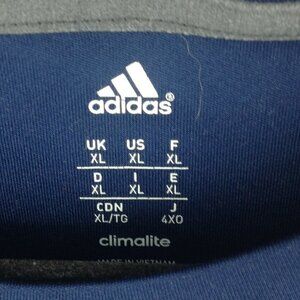 adidas®
UK US F
XL XL XL
D I E
XL XL XL
CDN J
XL/TG 4XO
climalite
MADE IN VIETNAM